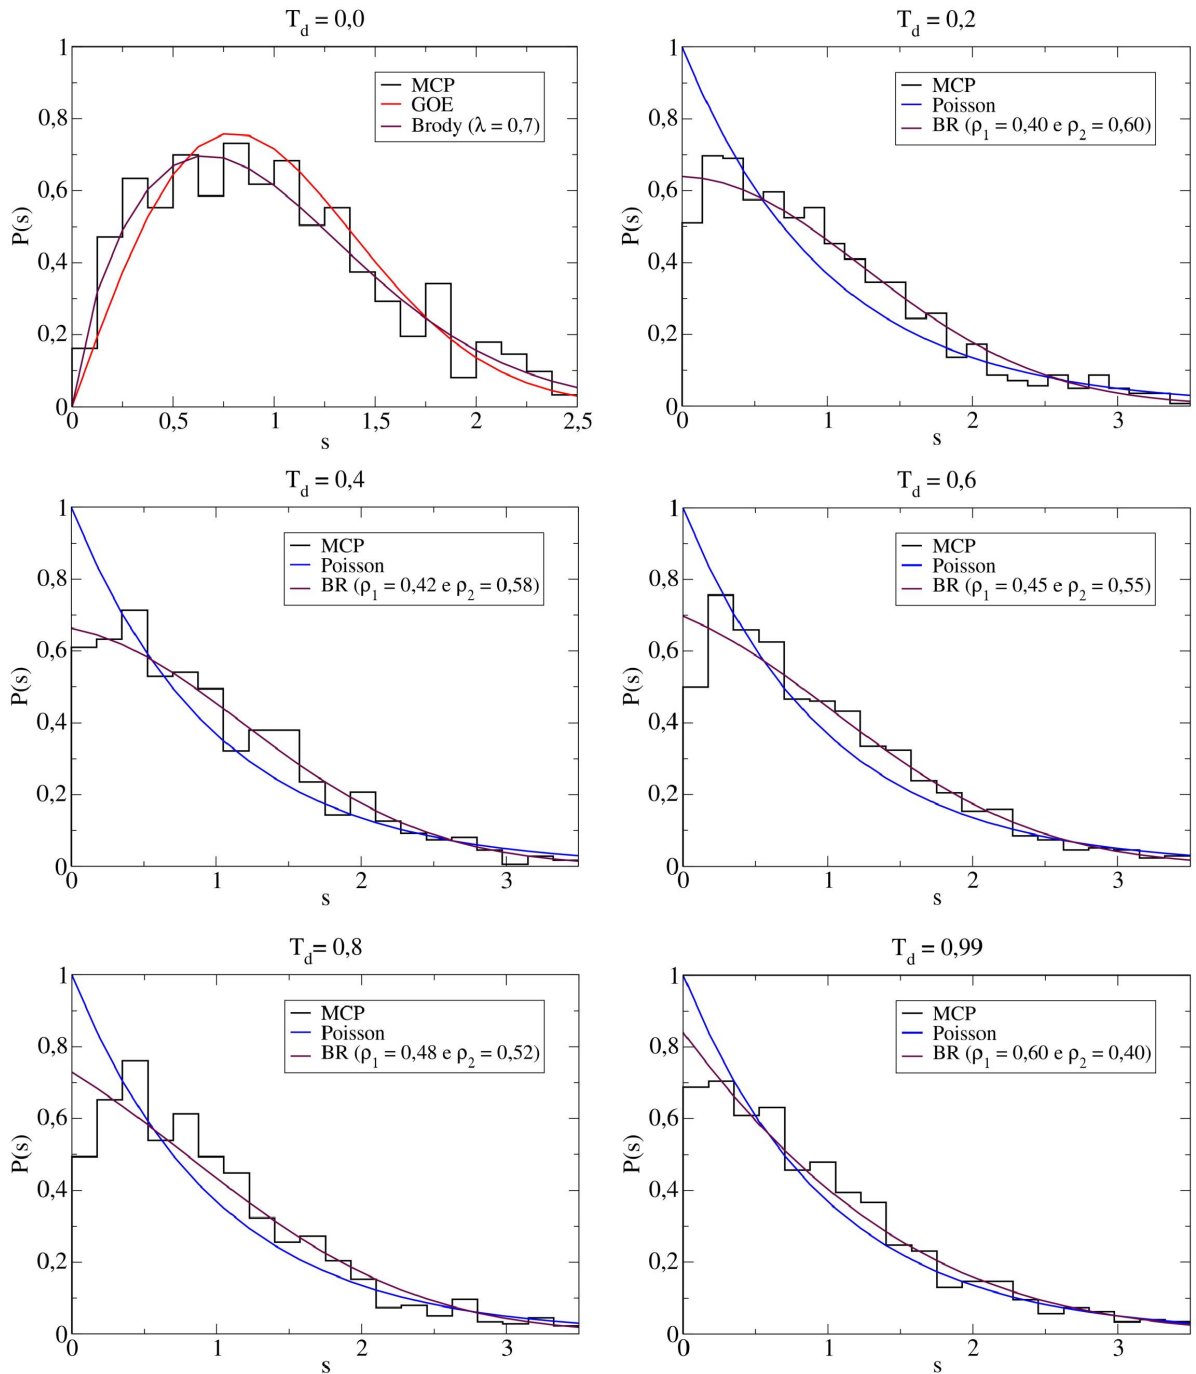 T_d = 0,0
1
0,8
0,6
0,4
0,2
0
P(s)
MCP
GOE
Brody (λ = 0,7)
0 0,5 1 1,5 2 2,5
s
T_d = 0,2
1
0,8
0,6
0,4
0,2
0
P(s)
MCP
Poisson
BR (ρ_1 = 0,40 e ρ_2 = 0,60)
0 1 2 3
s
T_d = 0,4
1
0,8
0,6
0,4
0,2
0
P(s)
MCP
Poisson
BR (ρ_1 = 0,42 e ρ_2 = 0,58)
0 1 2 3
s
T_d = 0,6
1
0,8
0,6
0,4
0,2
0
P(s)
MCP
Poisson
BR (ρ_1 = 0,45 e ρ_2 = 0,55)
0 1 2 3
s
T_d= 0,8
1
0,8
0,6
0,4
0,2
0
P(s)
MCP
Poisson
BR (ρ_1 = 0,48 e ρ_2 = 0,52)
0 1 2 3
s
T_d = 0,99
1
0,8
0,6
0,4
0,2
0
P(s)
MCP
Poisson
BR (ρ_1 = 0,60 e ρ_2 = 0,40)
0 1 2 3
s